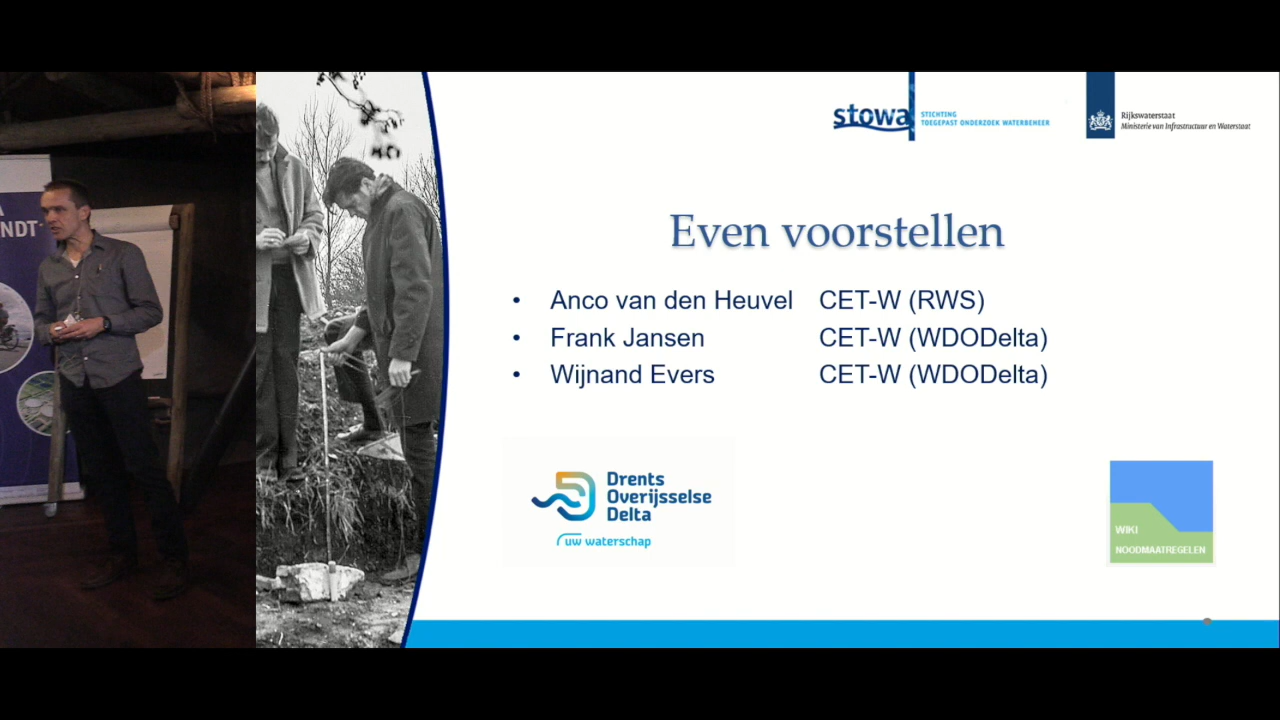 NDT
stowa
STICHTING
TOEGEPAST ONDERZOEK WATERBEHEER
Rijkswaterstaat
Ministerie van Infrastructuur en Waterstaat
Even voorstellen
• Anco van den Heuvel CET-W (RWS)
• Frank Jansen CET-W (WDODelta)
• Wijnand Evers CET-W (WDODelta)
Drents
Overijsselse
Delta
uw waterschap
WIKI
NOODMAATREGELEN